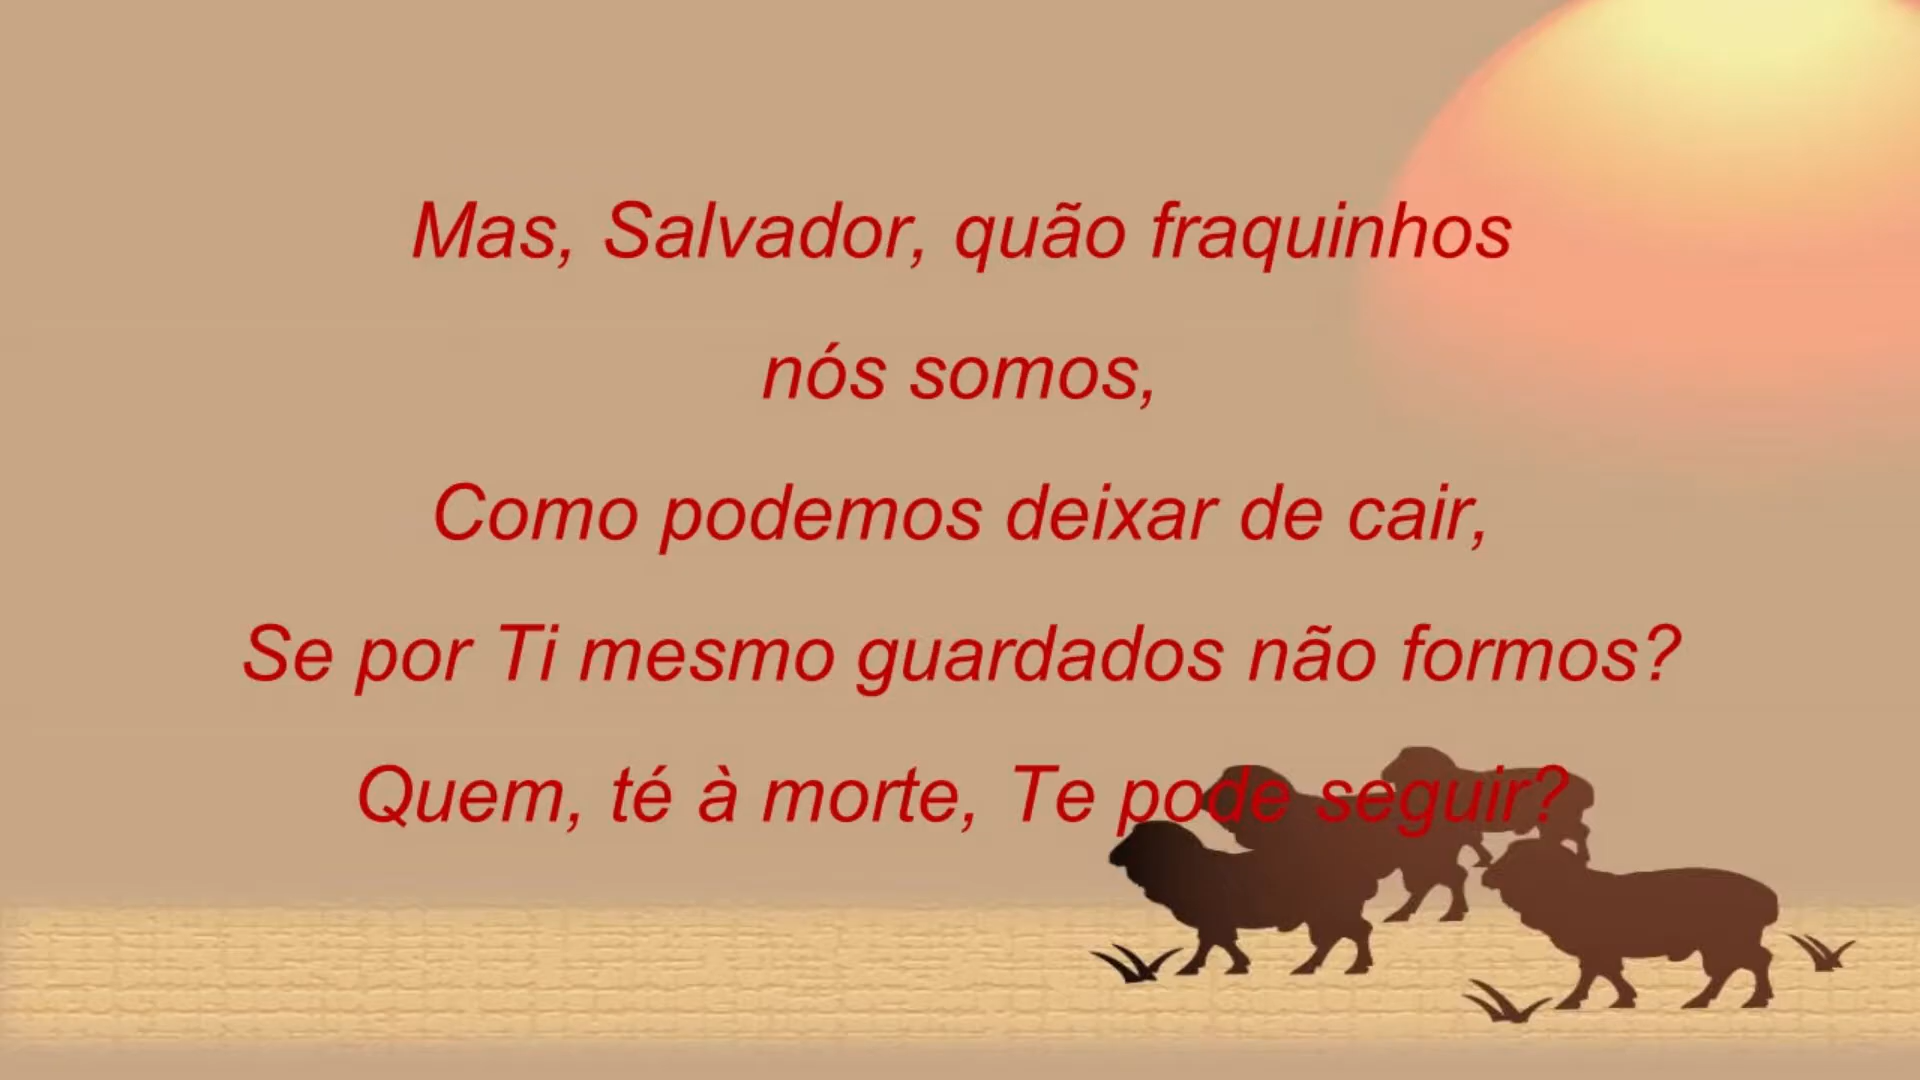 Mas, Salvador, quão fraquinhos
nós somos,
Como podemos deixar de cair,
Se por Ti mesmo guardados não formos?
Quem, té à morte, Te pode seguir?